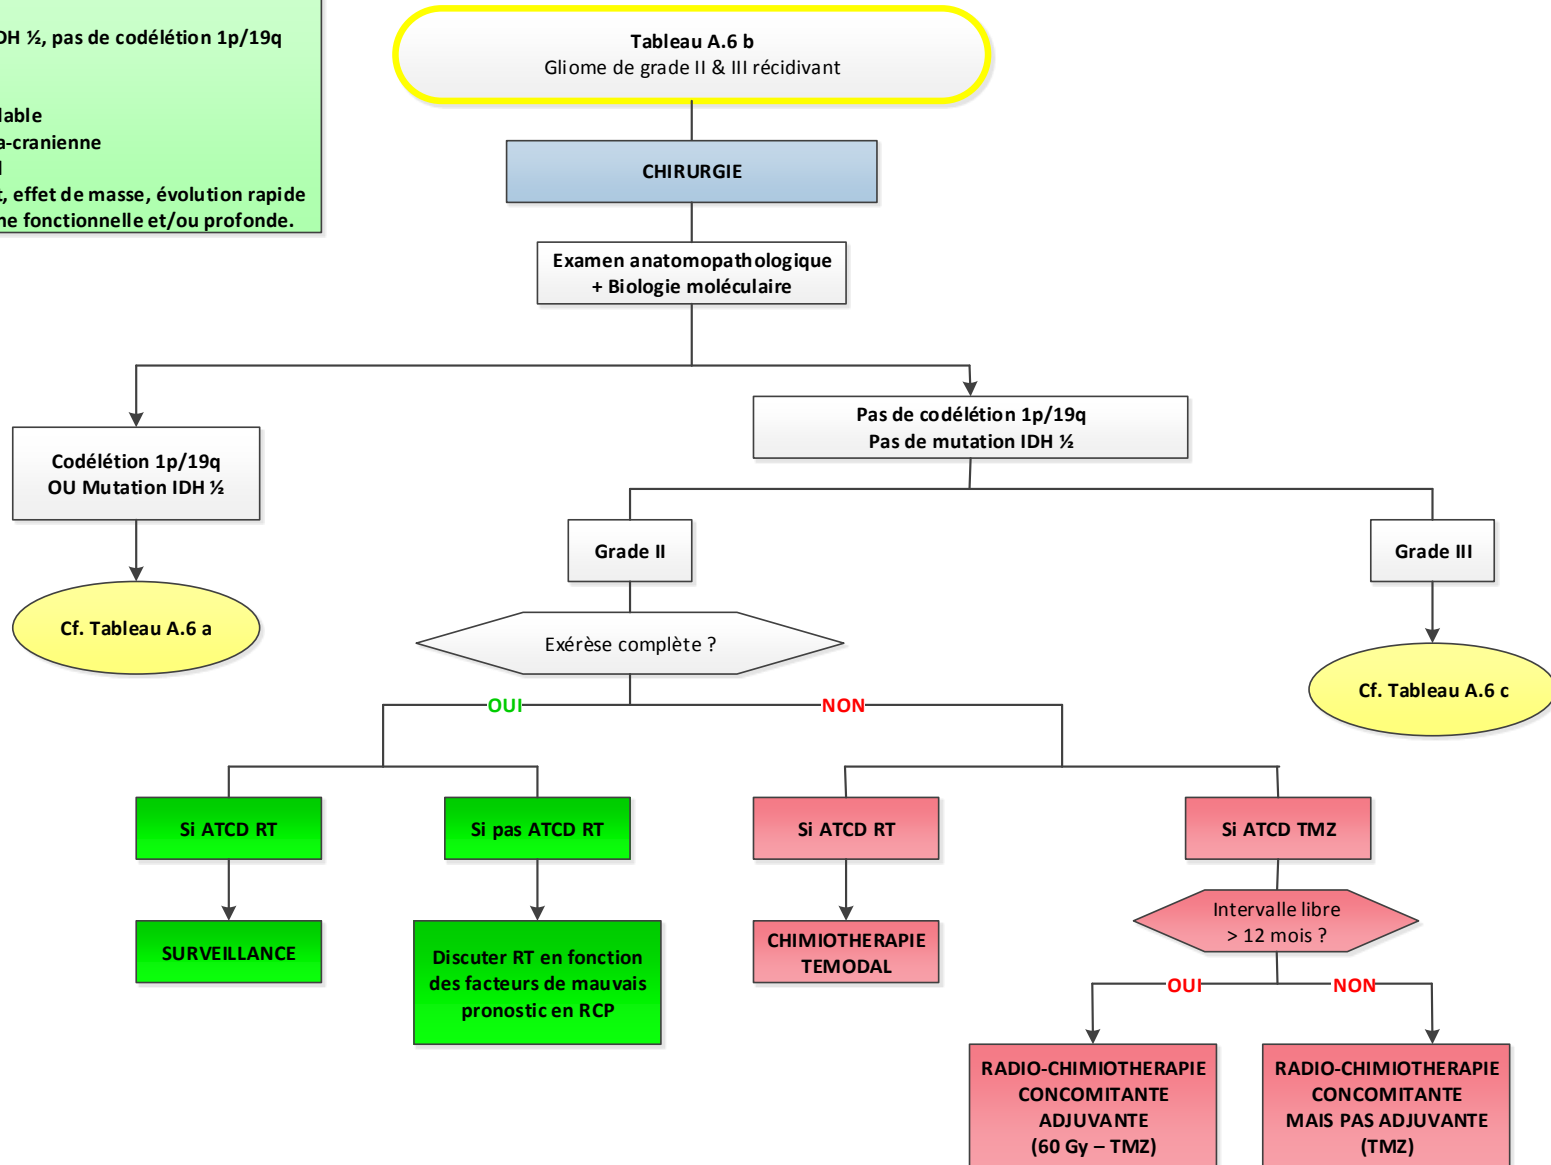 ½, pas de codélétion 1p/19q
effet de masse, évolution rapide
fonctionnelle et/ou profonde.
Tableau A.6 b
Gliome de grade II & III récidivant
CHIRURGIE
Examen anatomopathologique
+ Biologie moléculaire
Codélétion 1p/19q
OU Mutation IDH ½
Pas de codélétion 1p/19q
Pas de mutation IDH ½
Cf. Tableau A.6 a
Grade II
Grade III
Exérèse complète ?
Cf. Tableau A.6 c
OUI
NON
Si ATCD RT
Si pas ATCD RT
Si ATCD RT
Si ATCD TMZ
SURVEILLANCE
Discuter RT en fonction
des facteurs de mauvais
pronostic en RCP
CHIMIOTHERAPIE
TEMODAL
Intervalle libre
> 12 mois ?
OUI
NON
RADIO-CHIMIOTHERAPIE
CONCOMITANTE
ADJUVANTE
(60 Gy – TMZ)
RADIO-CHIMIOTHERAPIE
CONCOMITANTE
MAIS PAS ADJUVANTE
(TMZ)